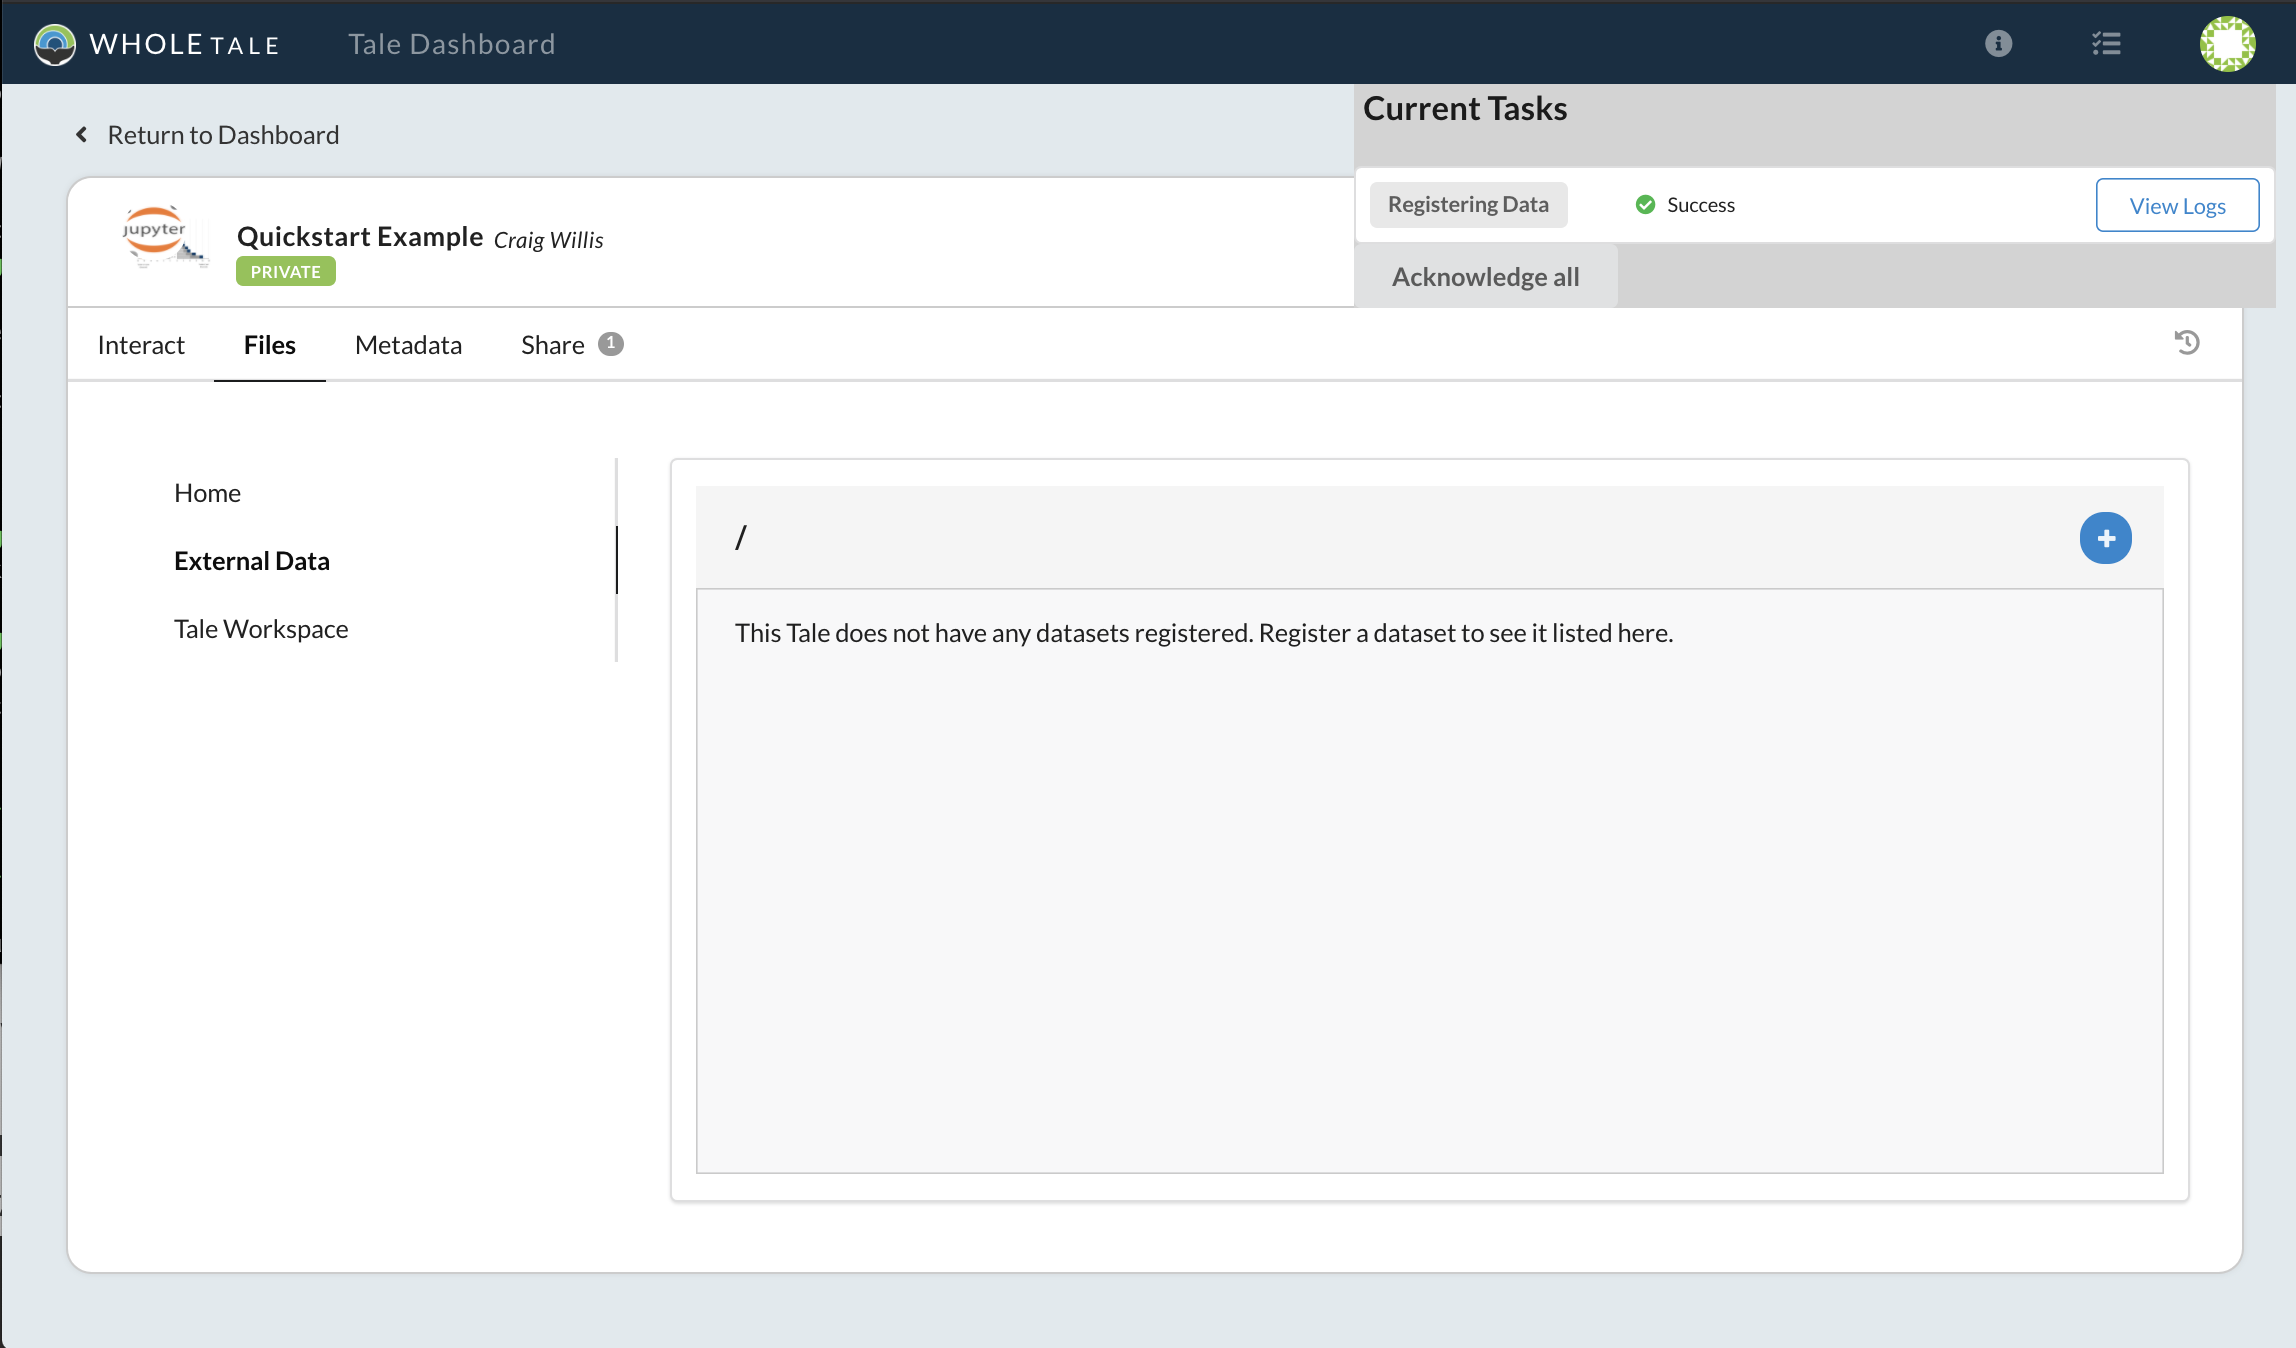 WHOLE TALE Tale Dashboard
Current Tasks
Return to Dashboard
Registering Data Success View Logs
jupyter
Quickstart Example Craig Willis
PRIVATE
Acknowledge all
Interact Files Metadata Share 1
Home
External Data
Tale Workspace
/
This Tale does not have any datasets registered. Register a dataset to see it listed here.